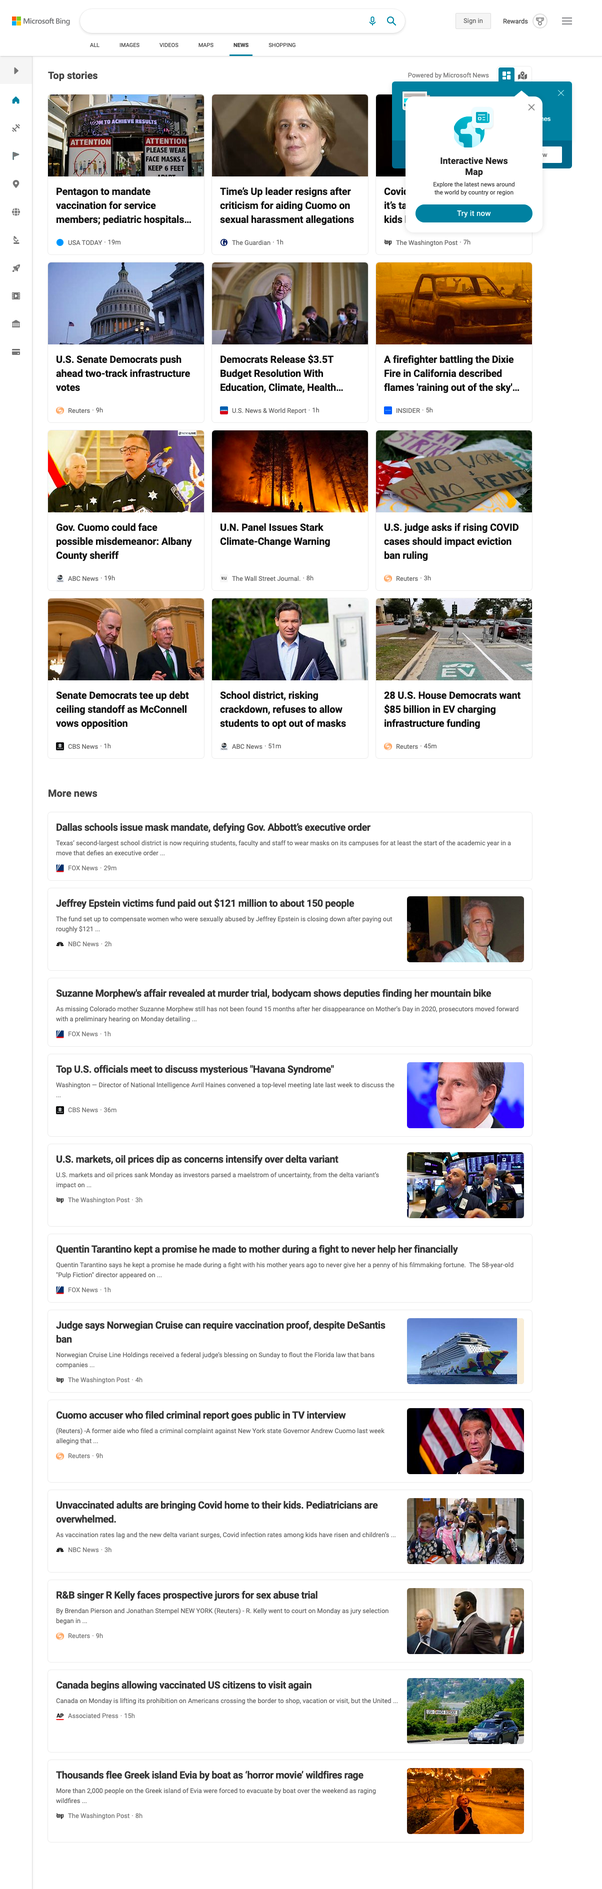 Microsoft Bing
Sign in
Rewards
ALL
IMAGES
VIDEOS
MAPS
NEWS
SHOPPING
Top stories
Powered by Microsoft News
Interactive News
Map
Explore the latest news around
the world by country or region
Try it now
ACHIEVE RESULTS
ATTENTION
ATTENTION
PLEASE
WEAR
FACE MASKS
& KEEP
6 FEET
Pentagon to mandate
vaccination for service
members; pediatric hospitals...
USA TODAY · 19m
Time's Up leader resigns after
criticism for aiding Cuomo on
sexual harassment allegations
The Guardian · 1h
it's ta
kids
The Washington Post · 7h
U.S. Senate Democrats push
ahead two-track infrastructure
votes
Reuters · 9h
Democrats Release $3.5T
Budget Resolution With
Education, Climate, Health...
U.S. News & World Report · 1h
A firefighter battling the Dixie
Fire in California described
flames 'raining out of the sky'...
INSIDER · 5h
NO WORK
NO RENT
Gov. Cuomo could face
possible misdemeanor: Albany
County sheriff
ABC News · 19h
U.N. Panel Issues Stark
Climate-Change Warning
The Wall Street Journal. · 8h
U.S. judge asks if rising COVID
cases should impact eviction
ban ruling
Reuters · 3h
EV
Senate Democrats tee up debt
ceiling standoff as McConnell
vows opposition
CBS News · 1h
School district, risking
crackdown, refuses to allow
students to opt out of masks
ABC News · 51m
28 U.S. House Democrats want
$85 billion in EV charging
infrastructure funding
Reuters · 45m
More news
Dallas schools issue mask mandate, defying Gov. Abbott's executive order
Texas' second-largest school district is now requiring students, faculty and staff to wear masks on its campuses for at least the start of the academic year in a
move that defies an executive order ...
FOX News · 29m
Jeffrey Epstein victims fund paid out $121 million to about 150 people
The fund set up to compensate women who were sexually abused by Jeffrey Epstein is closing down after paying out
roughly $121 ...
NBC News · 2h
Suzanne Morphew's affair revealed at murder trial, bodycam shows deputies finding her mountain bike
As missing Colorado mother Suzanne Morphew still has not been found 15 months after her disappearance on Mother's Day in 2020, prosecutors moved forward
with a preliminary hearing on Monday detailing ...
FOX News · 1h
Top U.S. officials meet to discuss mysterious "Havana Syndrome"
Washington — Director of National Intelligence Avril Haines convened a top-level meeting late last week to discuss the
...
CBS News · 36m
U.S. markets, oil prices dip as concerns intensify over delta variant
U.S. markets and oil prices sank Monday as investors parsed a maelstrom of uncertainty, from the delta variant's
impact on ...
The Washington Post · 3h
Quentin Tarantino kept a promise he made to mother during a fight to never help her financially
Quentin Tarantino says he kept a promise he made during a fight with his mother years ago to never give her a penny of his filmmaking fortune. The 58-year-old
"Pulp Fiction" director appeared on ...
FOX News · 1h
Judge says Norwegian Cruise can require vaccination proof, despite DeSantis
ban
Norwegian Cruise Line Holdings received a federal judge's blessing on Sunday to flout the Florida law that bans
companies ...
The Washington Post · 4h
Cuomo accuser who filed criminal report goes public in TV interview
(Reuters) -A former aide who filed a criminal complaint against New York state Governor Andrew Cuomo last week
alleging that ...
Reuters · 9h
Unvaccinated adults are bringing Covid home to their kids. Pediatricians are
overwhelmed.
As vaccination rates lag and the new delta variant surges, Covid infection rates among kids have risen and children's ...
NBC News · 3h
R&B singer R Kelly faces prospective jurors for sex abuse trial
By Brendan Pierson and Jonathan Stempel NEW YORK (Reuters) - R. Kelly went to court on Monday as jury selection
began in ...
Reuters · 9h
Canada begins allowing vaccinated US citizens to visit again
Canada on Monday is lifting its prohibition on Americans crossing the border to shop, vacation or visit, but the United ...
AP Associated Press · 15h
Thousands flee Greek island Evia by boat as 'horror movie' wildfires rage
More than 2,000 people on the Greek island of Evia were forced to evacuate by boat over the weekend as raging
wildfires ...
The Washington Post · 8h